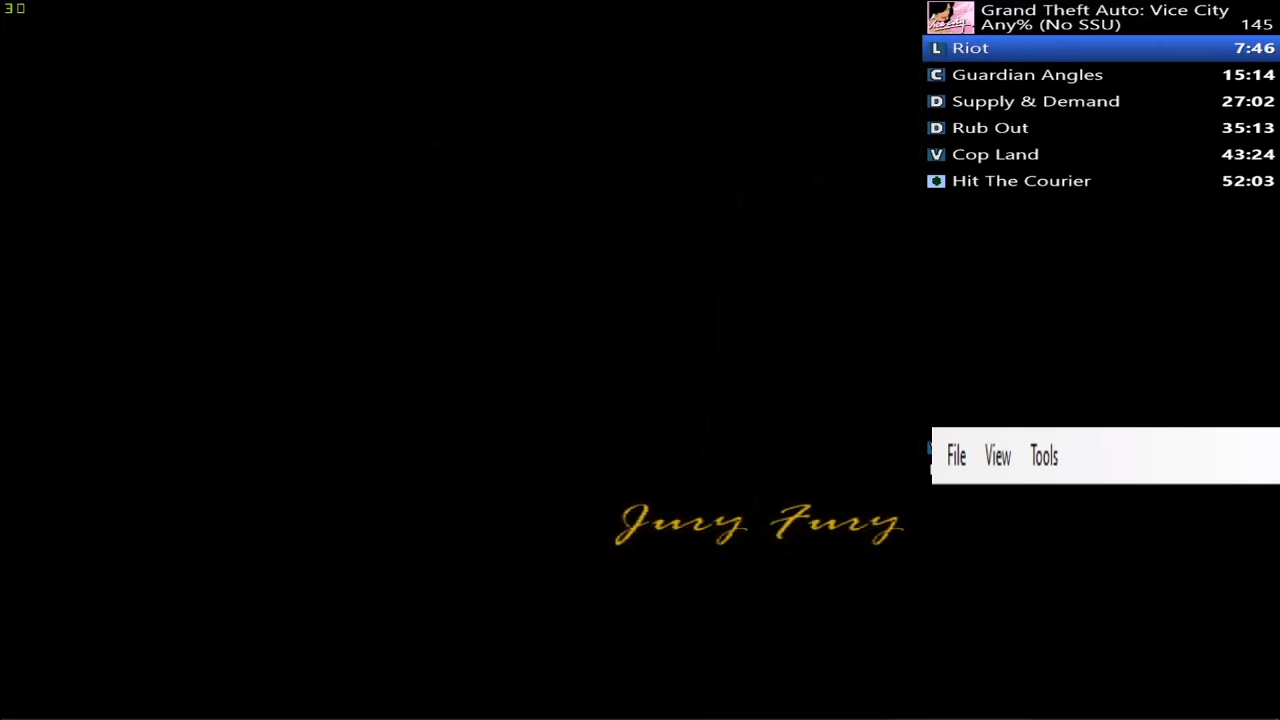 30
Grand Theft Auto: Vice City
Any% (No SSU) 145
L Riot 7:46
C Guardian Angles 15:14
D Supply & Demand 27:02
D Rub Out 35:13
V Cop Land 43:24
Hit The Courier 52:03
File View Tools
Jury Fury